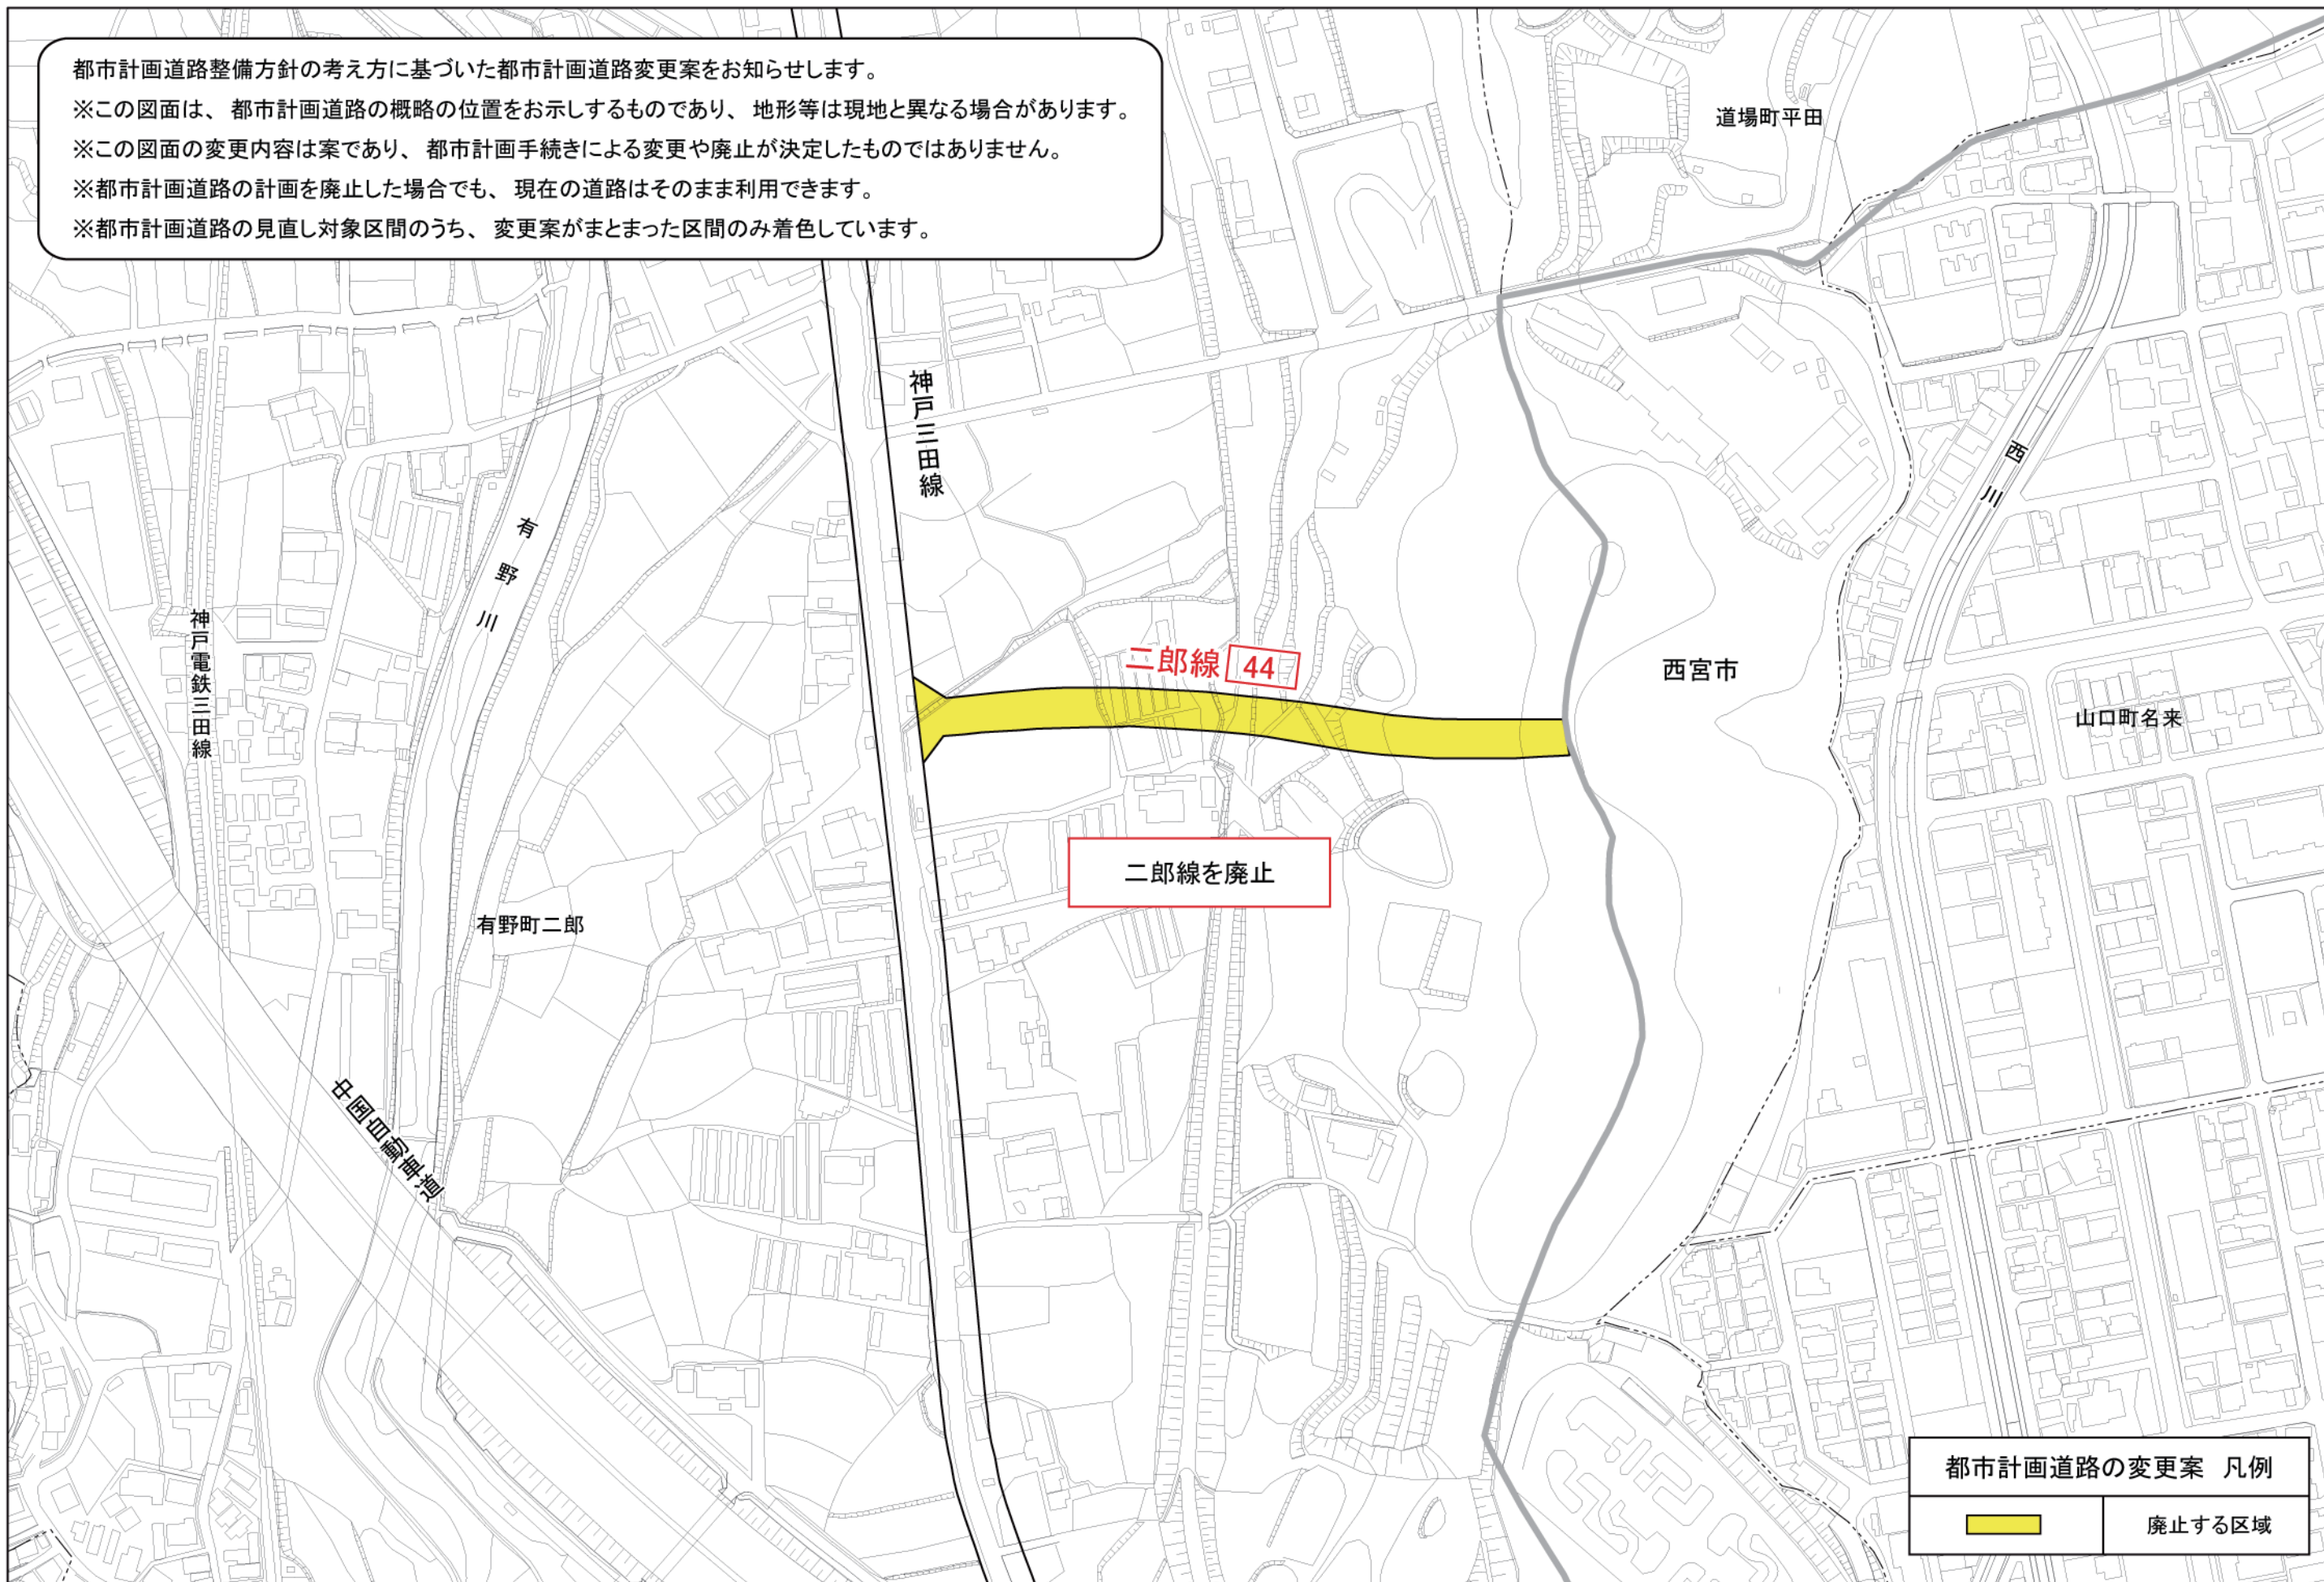 都市計画道路整備方針の考え方に基づいた都市計画道路変更案をお知らせします。
※この図面は、都市計画道路の概略の位置をお示しするものであり、地形等は現地と異なる場合があります。
※この図面の変更内容は案であり、都市計画手続きによる変更や廃止が決定したものではありません。
※都市計画道路の計画を廃止した場合でも、現在の道路はそのまま利用できます。
※都市計画道路の見直し対象区間のうち、変更案がまとまった区間のみ着色しています。
道場町平田
神戸三田線
西川
有野川
神戸電鉄三田線
二郎線 44
西宮市
山口町名来
二郎線を廃止
有野町二郎
中国自動車道
都市計画道路の変更案 凡例
廃止する区域